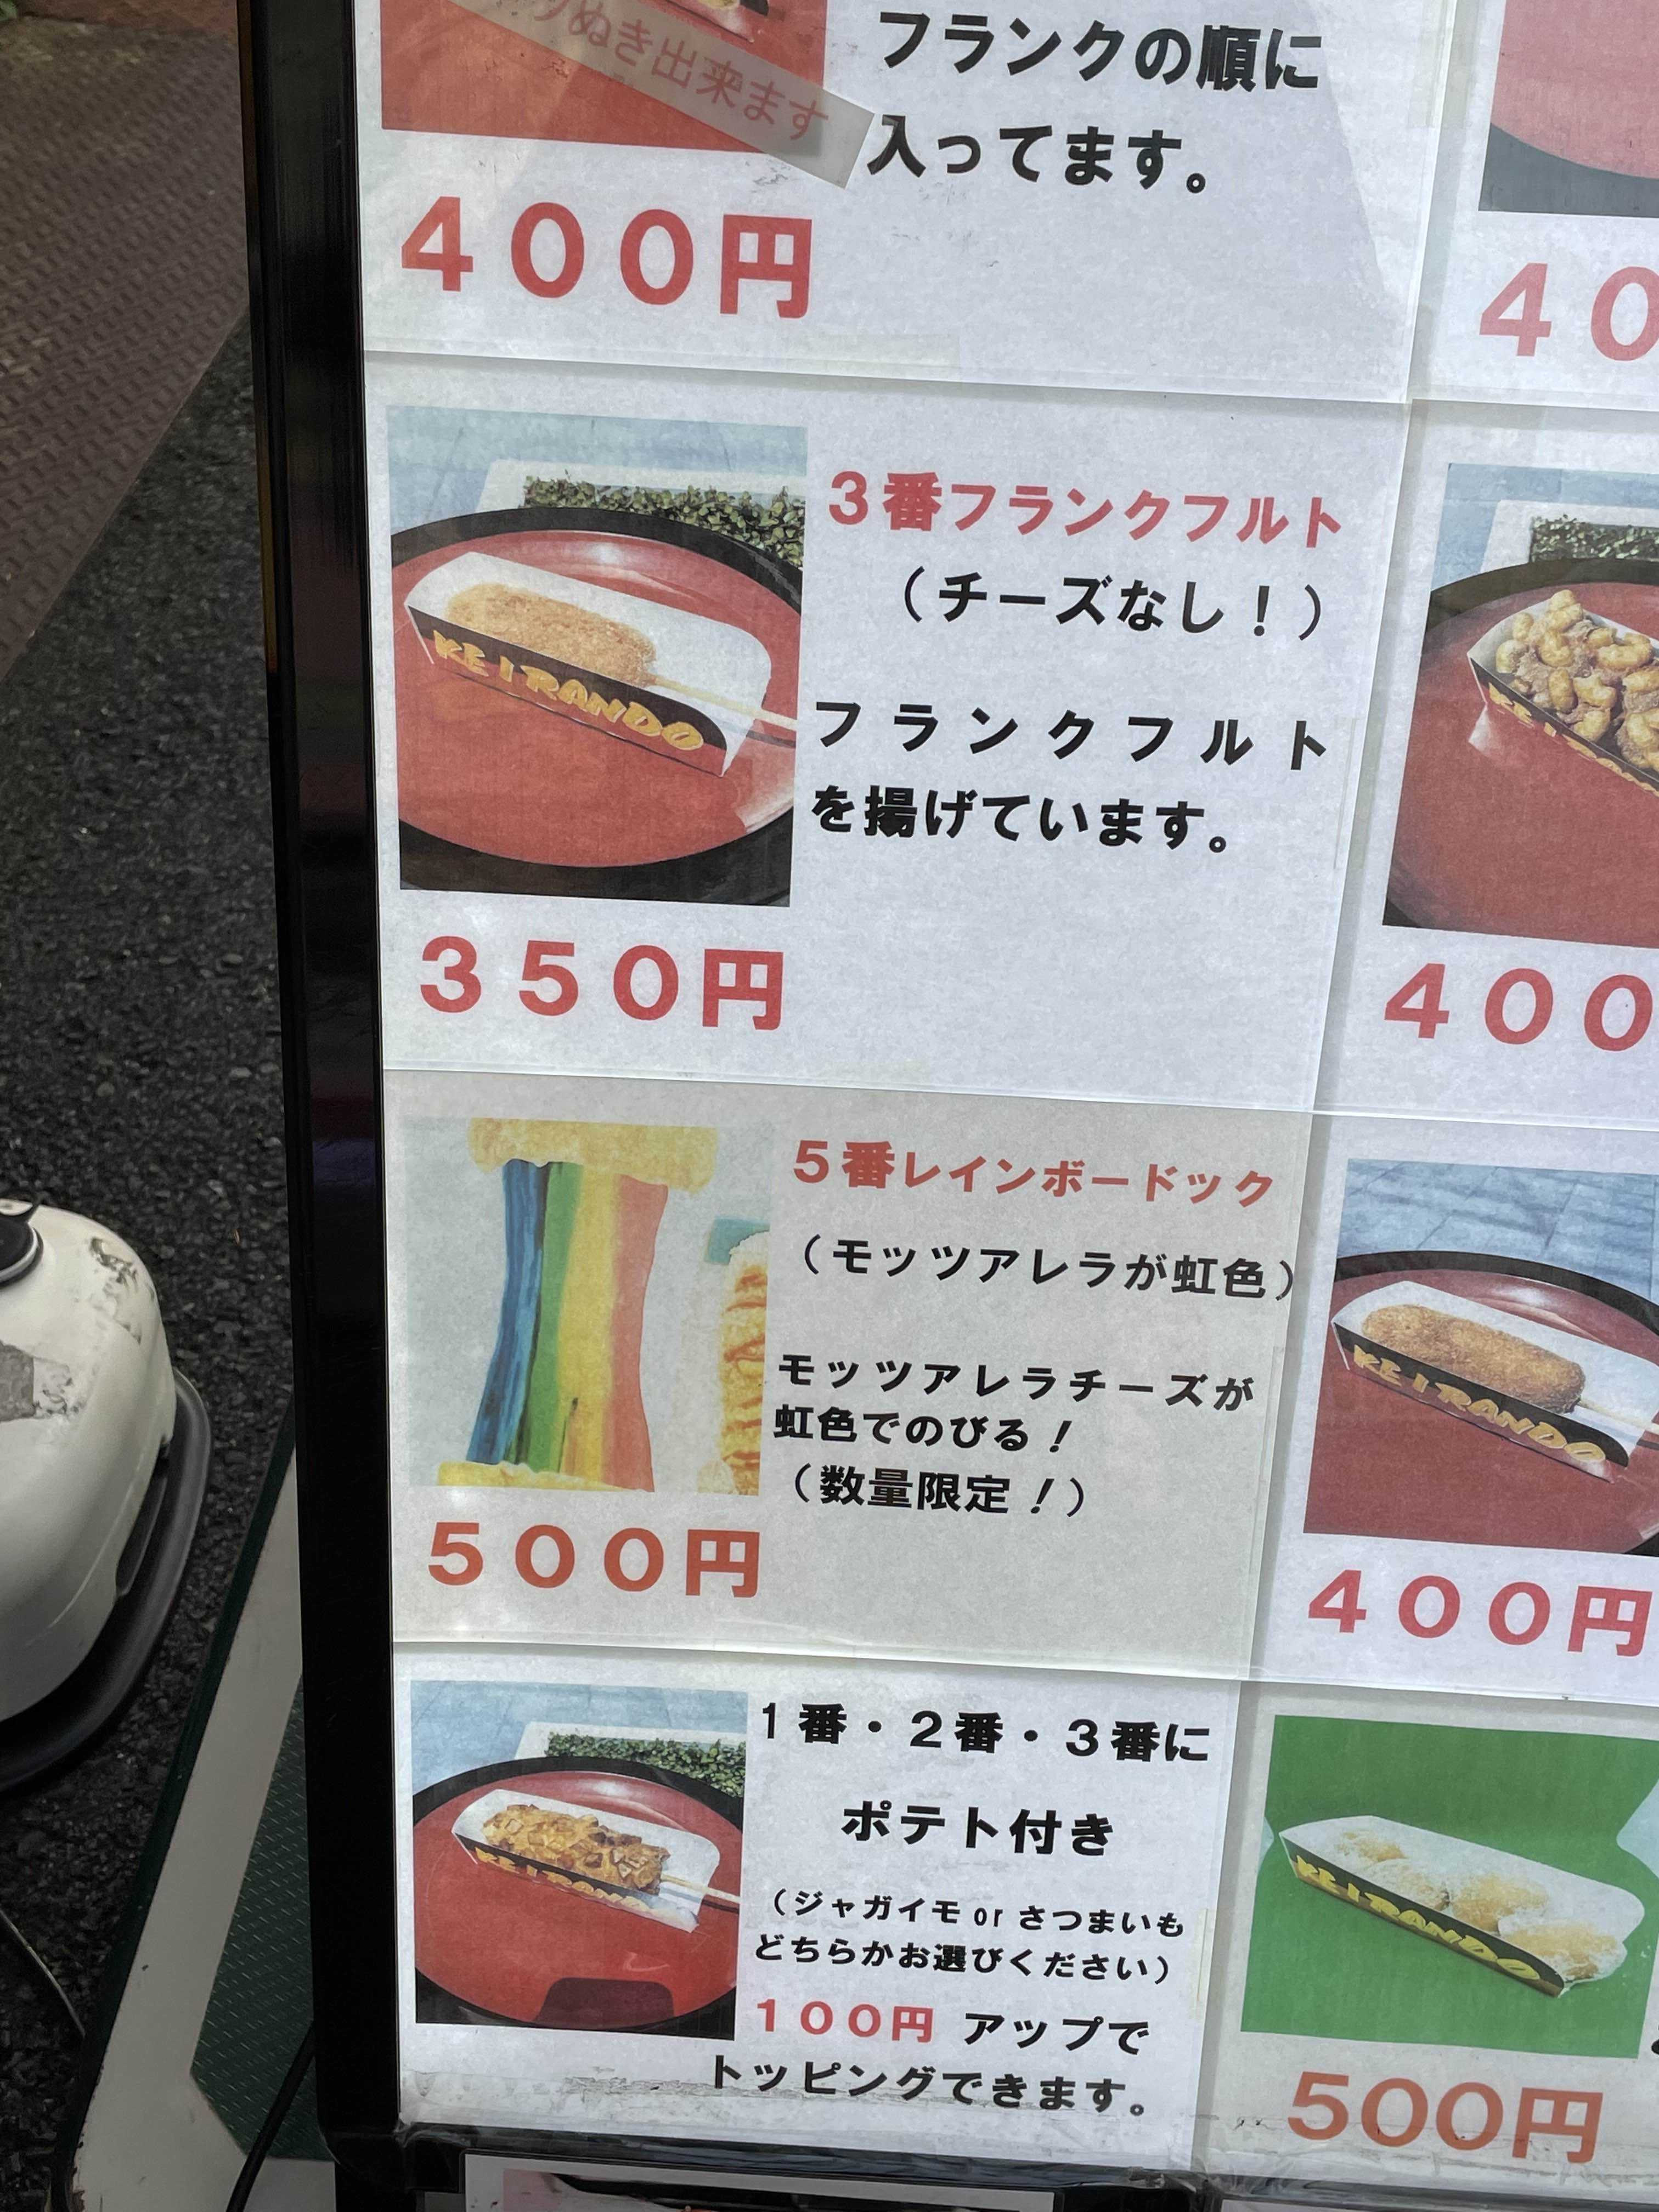 ぬき出来ます
フランクの順に
入ってます。
400円
40
3番フランクフルト
(チーズなし!)
フランクフルト
を揚げています。
KEIRANDO
350円
400
5番レインボードック
(モッツアレラが虹色)
モッツアレラチーズが
虹色でのびる!
(数量限定!)
500円
KEIRANDO
400円
1番・2番・3番に
ポテト付き
(ジャガイモ or さつまいも
どちらかお選びください)
100円 アップで
トッピングできます。
KEIRANDO
KEIRANDO
500円